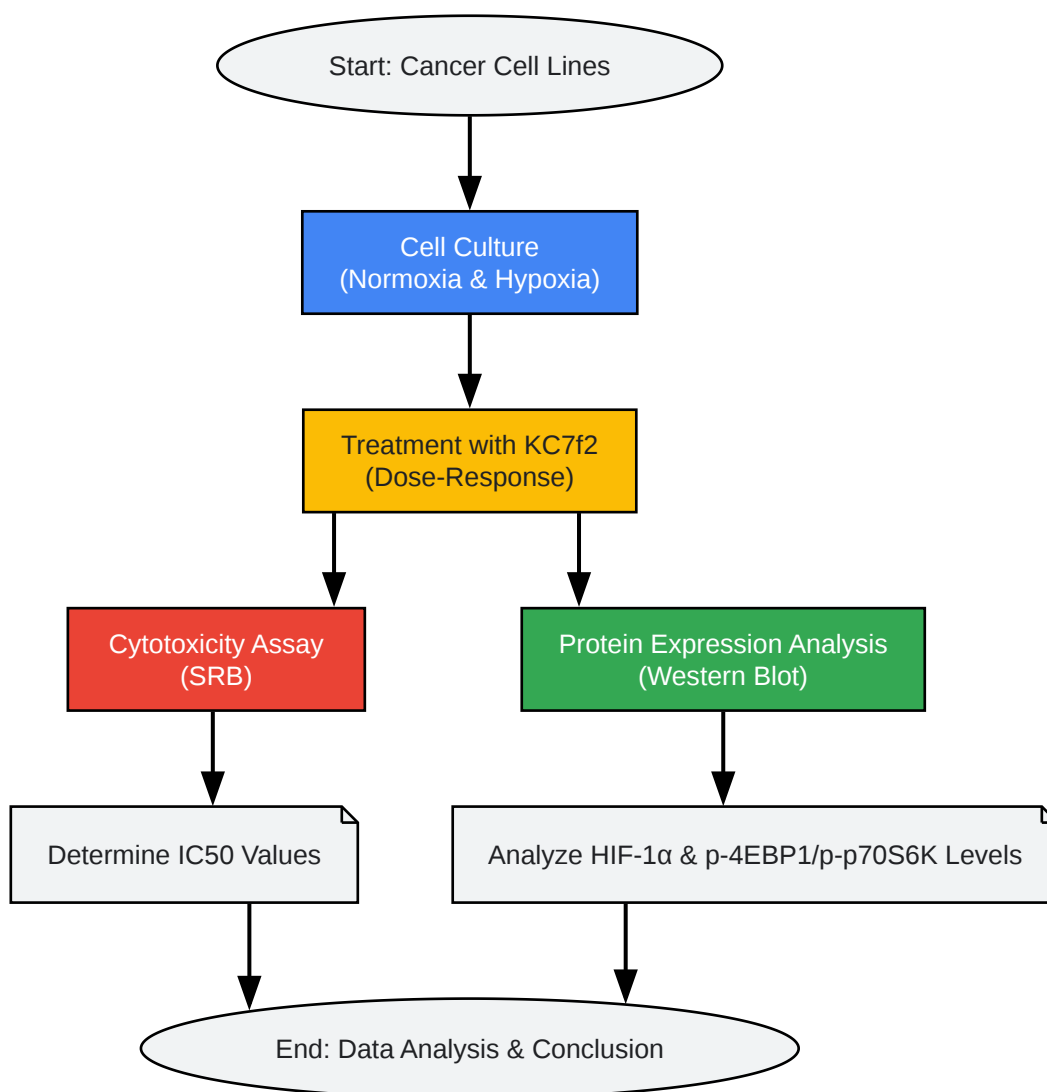 Start: Cancer Cell Lines
Cell Culture
(Normoxia & Hypoxia)
Treatment with KC7f2
(Dose-Response)
Cytotoxicity Assay
(SRB)
Protein Expression Analysis
(Western Blot)
Determine IC50 Values
Analyze HIF-1α & p-4EBP1/p-p70S6K Levels
End: Data Analysis & Conclusion